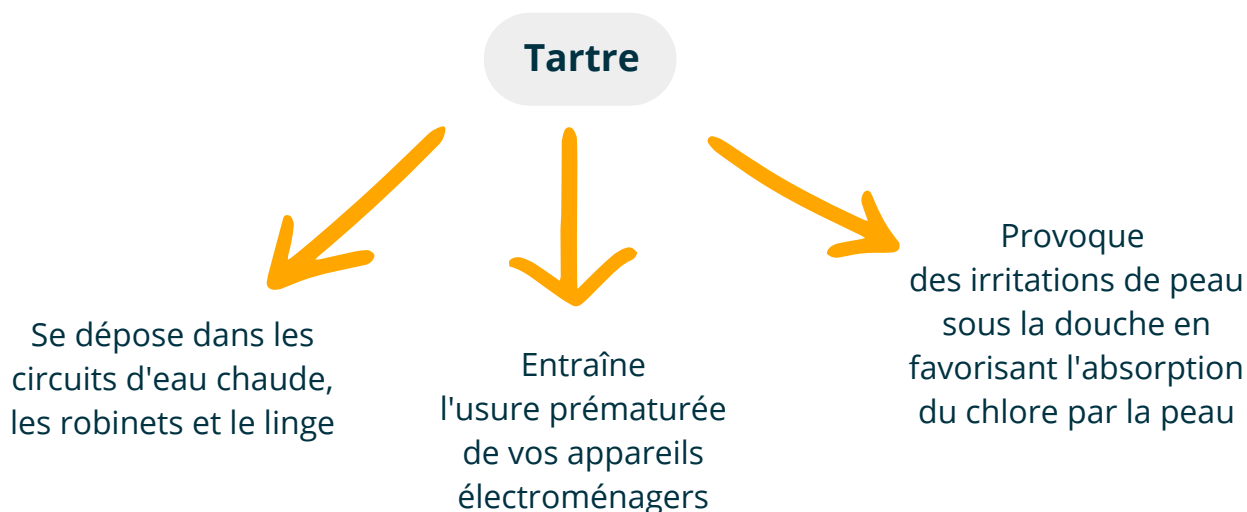 Tartre
Se dépose dans les
circuits d'eau chaude,
les robinets et le linge
Entraîne
l'usure prématurée
de vos appareils
électroménagers
Provoque
des irritations de peau
sous la douche en
favorisant l'absorption
du chlore par la peau